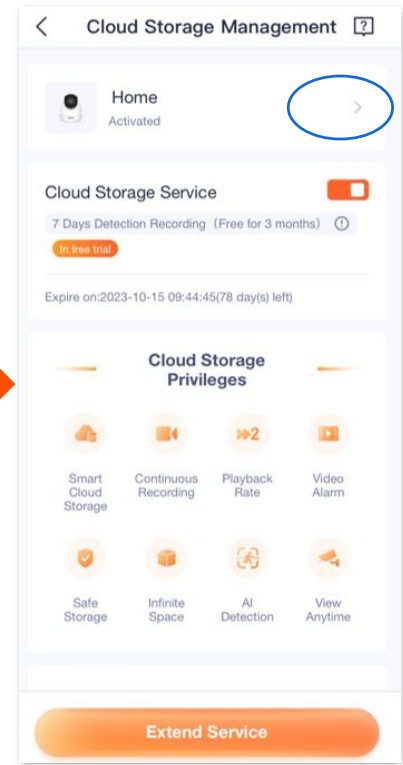 Cloud Storage Management
Home
Activated
Cloud Storage Service
7 Days Detection Recording (Free for 3 months)
In free trial
Expire on:2023-10-15 09:44:45(78 day(s) left)
Cloud Storage
Privileges
2
Smart
Cloud
Storage
Continuous
Recording
Playback
Rate
Video
Alarm
Safe
Storage
Infinite
Space
AI
Detection
View
Anytime
Extend Service